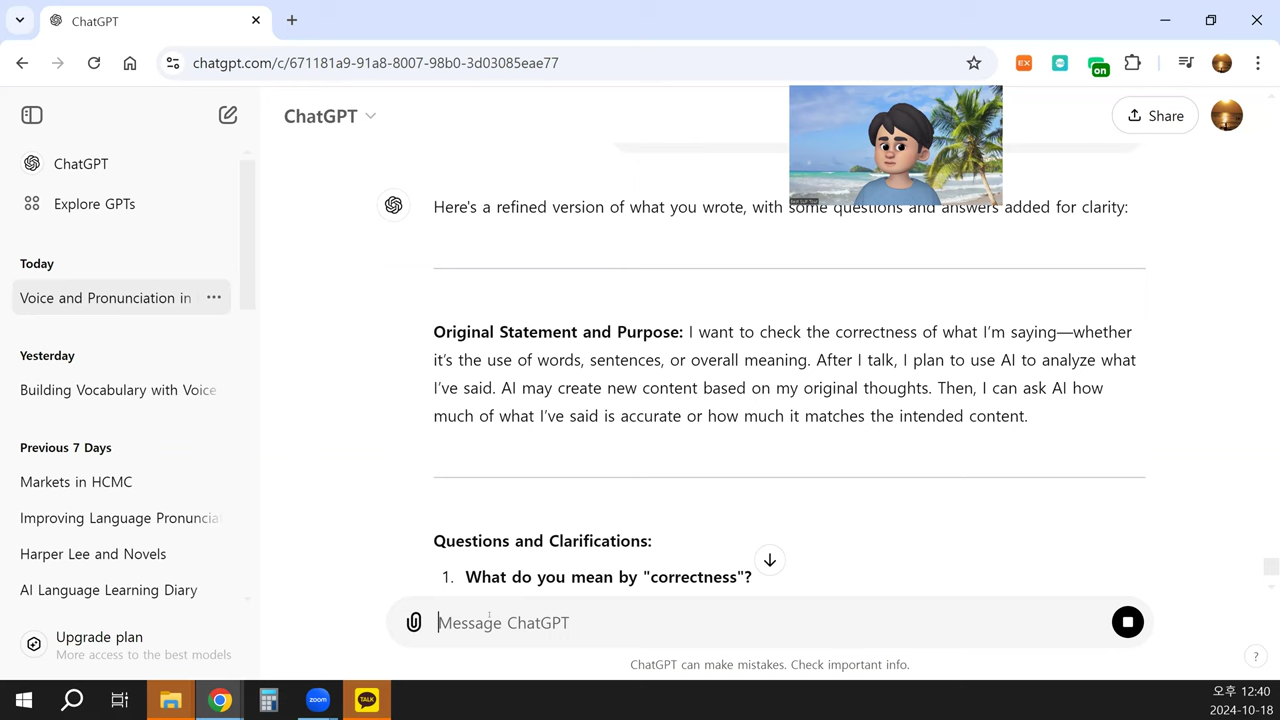 ChatGPT
chatgpt.com/c/671181a9-91a8-8007-98b0-3d03085eae77
EX
on
ChatGPT
Share
ChatGPT
Explore GPTs
Today
Voice and Pronunciation in
Yesterday
Building Vocabulary with Voice
Previous 7 Days
Markets in HCMC
Improving Language Pronuncia
Harper Lee and Novels
AI Language Learning Diary
Upgrade plan
More access to the best models
Here's a refined version of what you wrote, with some questions and answers added for clarity:
Original Statement and Purpose: I want to check the correctness of what I'm saying—whether
it's the use of words, sentences, or overall meaning. After I talk, I plan to use AI to analyze what
I've said. AI may create new content based on my original thoughts. Then, I can ask AI how
much of what I've said is accurate or how much it matches the intended content.
Questions and Clarifications:
1. What do you mean by "correctness"?
Message ChatGPT
ChatGPT can make mistakes. Check important info.
?
zoom
TALK
오후 12:40
2024-10-18